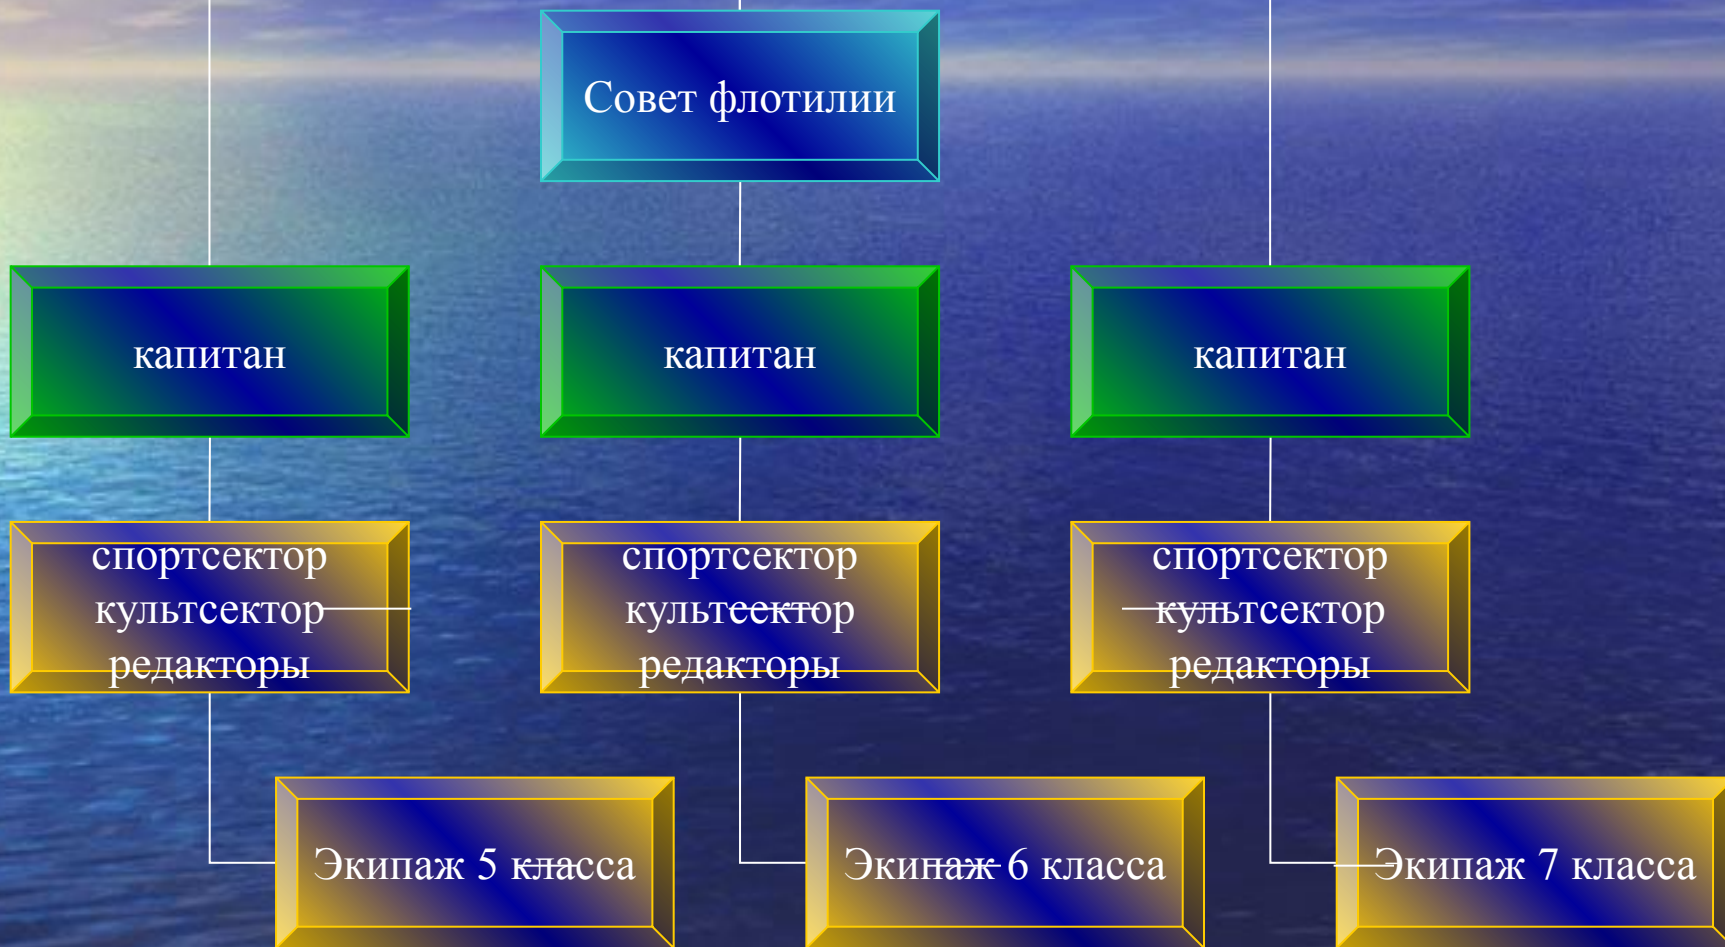 Совет флотилии
капитан
капитан
капитан
спортсектор
культсектор
редакторы
спортсектор
культсектор
редакторы
спортсектор
культсектор
редакторы
Экипаж 5 класса
Экипаж 6 класса
Экипаж 7 класса